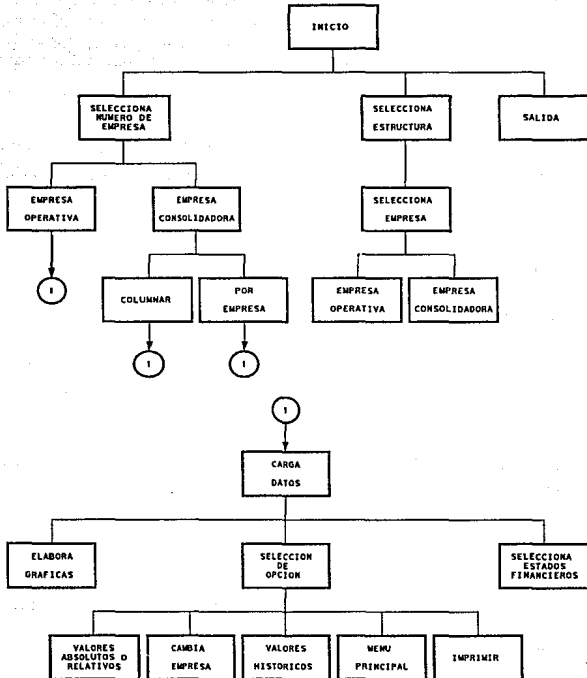 INICIO
SELECCIONA
NUMERO DE
EMPRESA
SELECCIONA
ESTRUCTURA
SALIDA
EMPRESA
OPERATIVA
EMPRESA
CONSOLIDADORA
SELECCIONA
EMPRESA
1
COLUMNAR
POR
EMPRESA
EMPRESA
OPERATIVA
EMPRESA
CONSOLIDADORA
1
1
1
CARGA
DATOS
ELABORA
GRAFICAS
SELECCION
DE
OPCION
SELECCIONA
ESTADOS
FINANCIEROS
VALORES
ABSOLUTOS O
RELATIVOS
CAMBIA
EMPRESA
VALORES
HISTORICOS
MENU
PRINCIPAL
IMPRIMIR